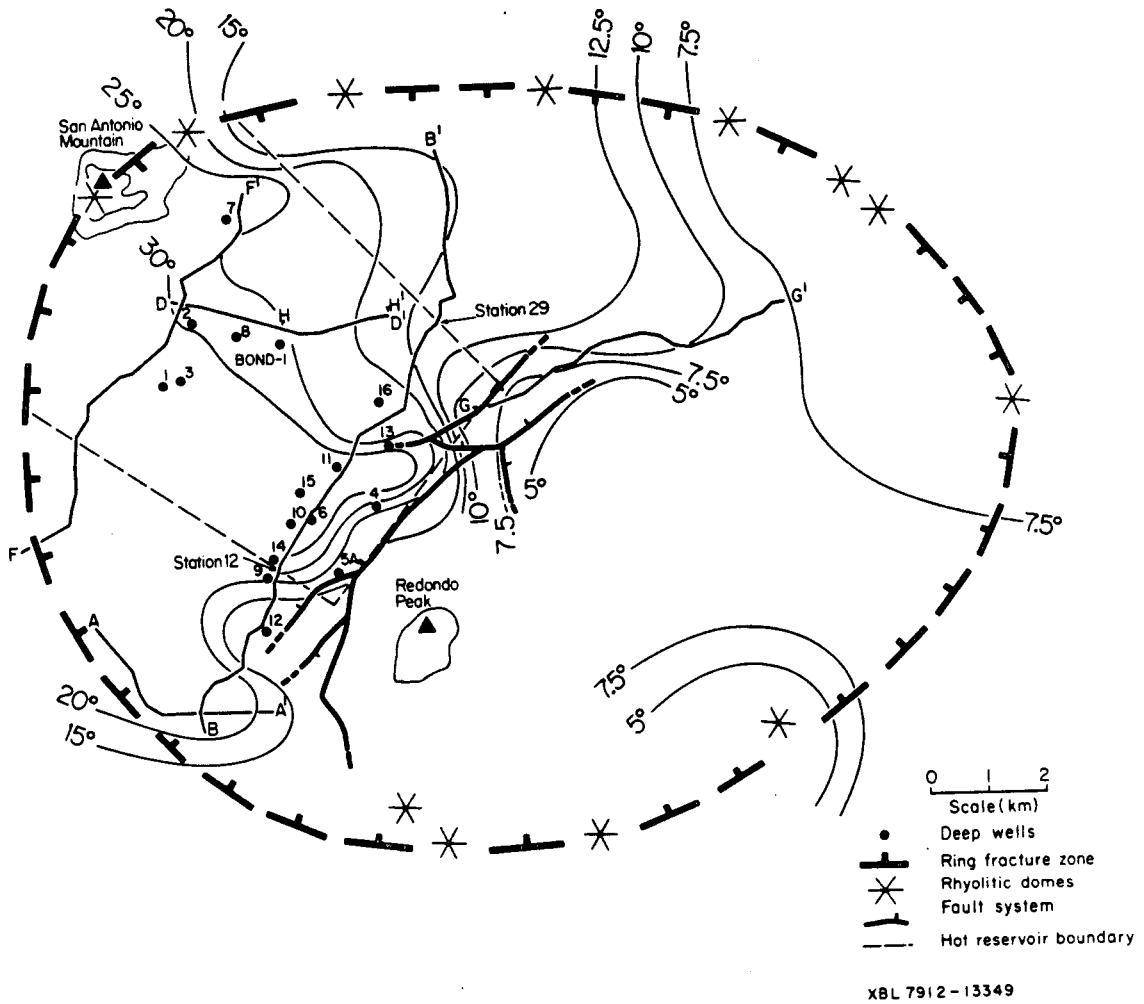 20°
15°
12.5°
10°
7.5°
25°
San Antonio
Mountain
B'
F'
7
30°
D
H
H'
D'
G'
Station 29
2
8
BOND-1
1
3
16
7.5°
5°
G
13
11
5°
15
4
10°
7.5
7.5°
10
6
F
14
Station 12
9
5A
Redondo
Peak
A
12
7.5°
5°
20°
A'
B
15°
0 1 2
Scale (km)
Deep wells
Ring fracture zone
Rhyolitic domes
Fault system
Hot reservoir boundary
XBL 7912-13349